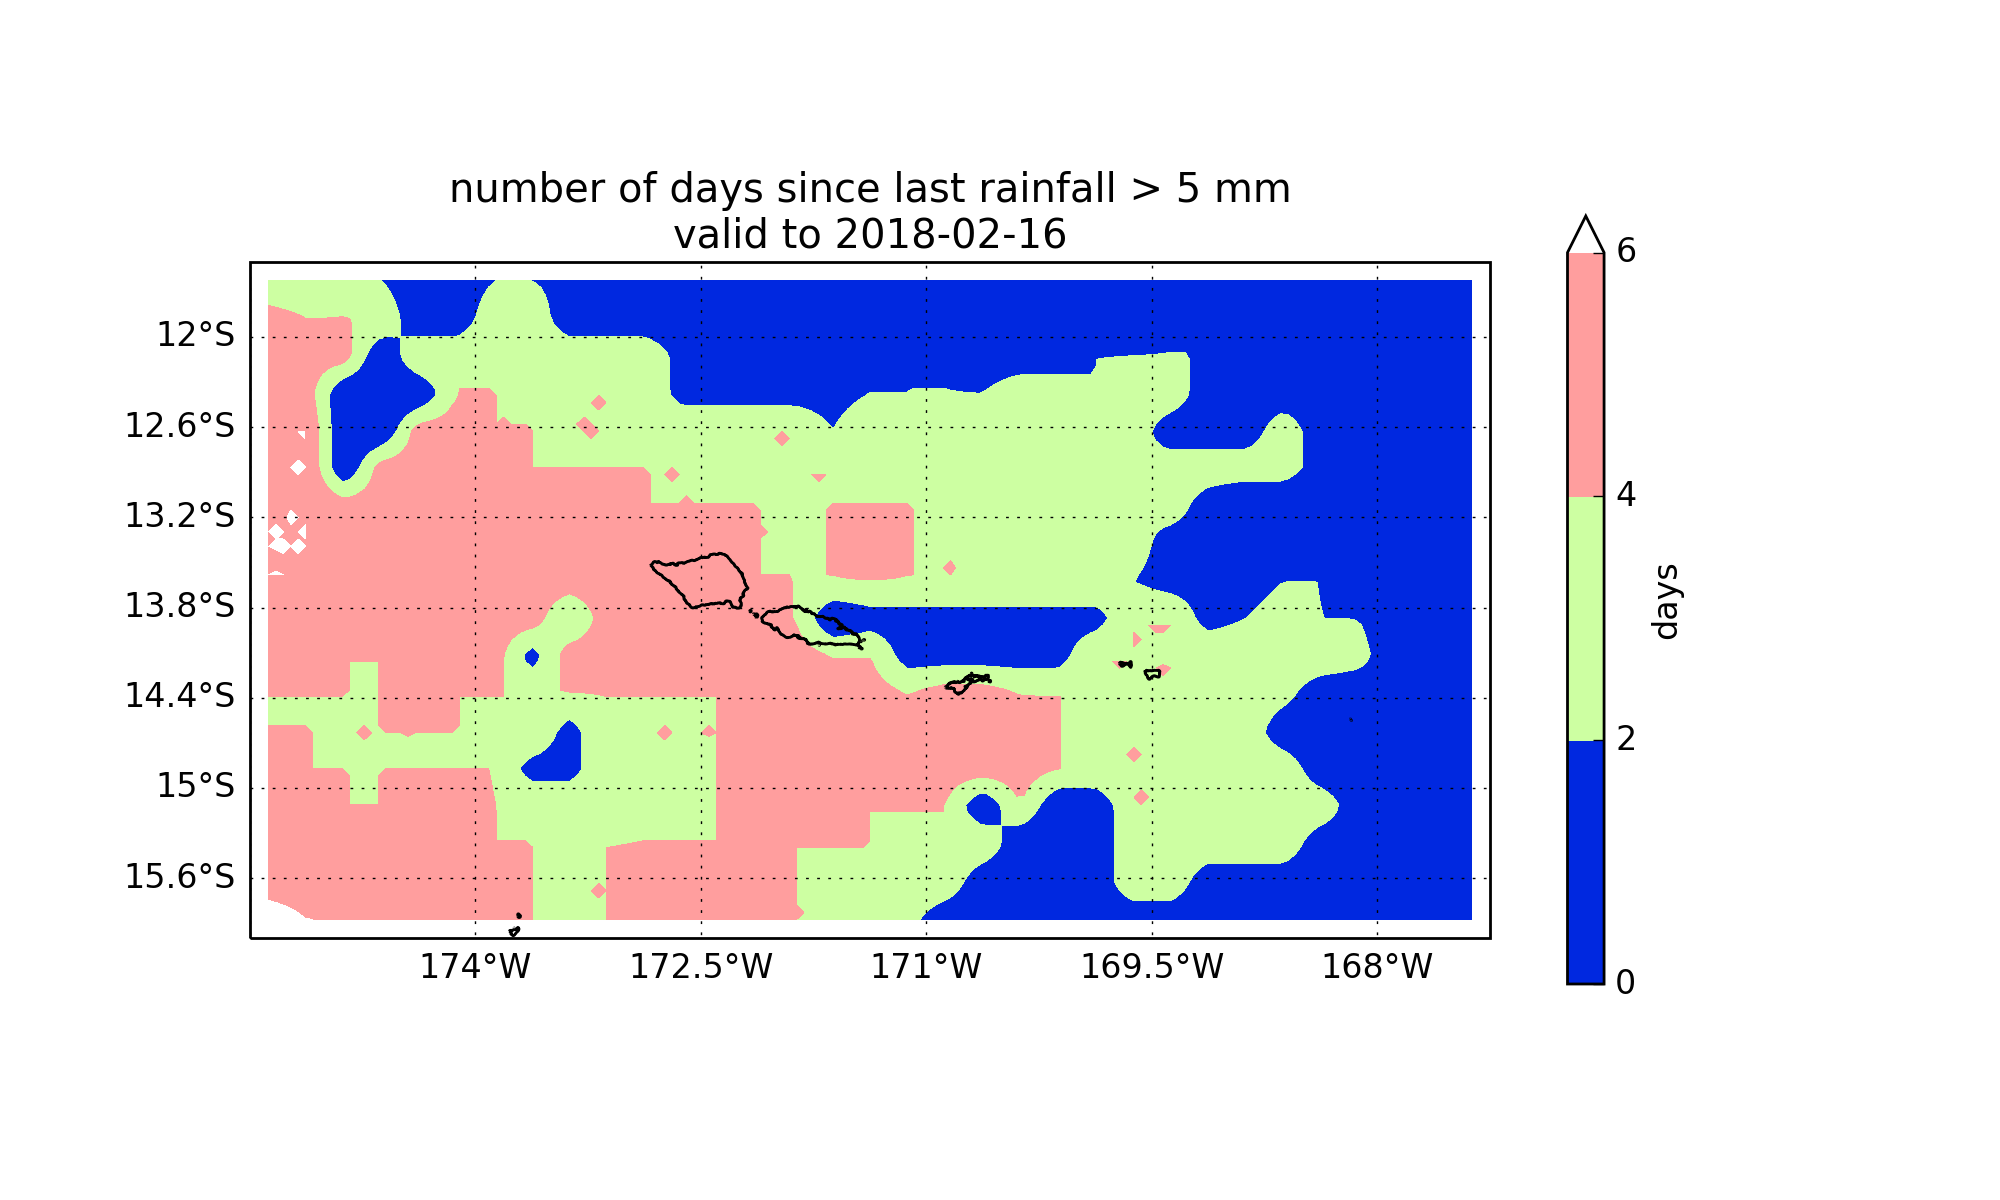 number of days since last rainfall > 5 mm
valid to 2018-02-16
12°S
12.6°S
13.2°S
13.8°S
14.4°S
15°S
15.6°S
174°W
172.5°W
171°W
169.5°W
168°W
6
4
2
0
days